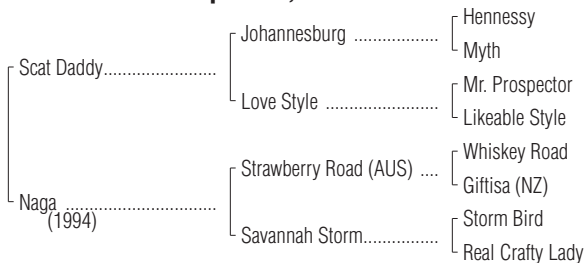 Hennessy
Johannesburg ..................
Myth
Scat Daddy........................
Mr. Prospector
Love Style ........................
Likeable Style
Whiskey Road
Strawberry Road (AUS) ....
Giftisa (NZ)
Naga ................................
(1994)
Storm Bird
Savannah Storm................
Real Crafty Lady